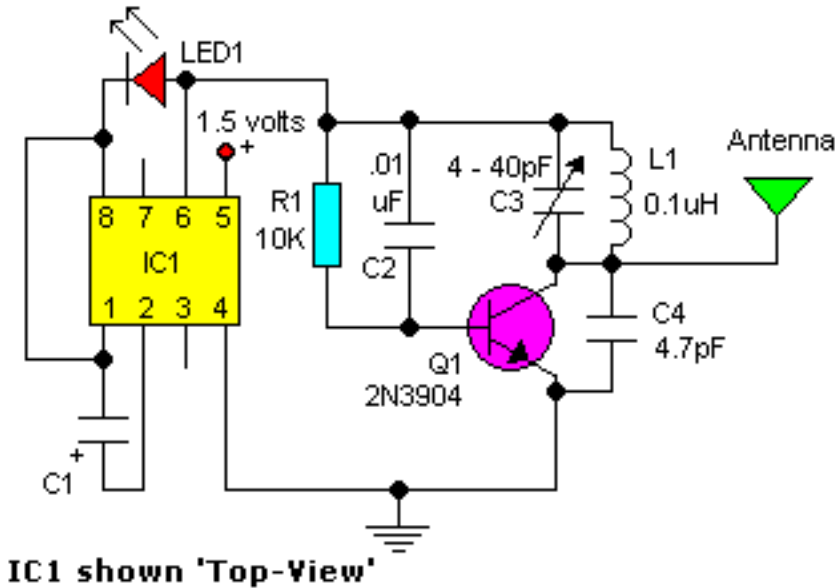 LED1
1.5 volts
+
Antenna
.01
uF
C2
4 - 40pF
C3
L1
0.1uH
R1
10K
8 7 6 5
IC1
1 2 3 4
Q1
2N3904
C4
4.7pF
+
C1
IC1 shown 'Top-View'